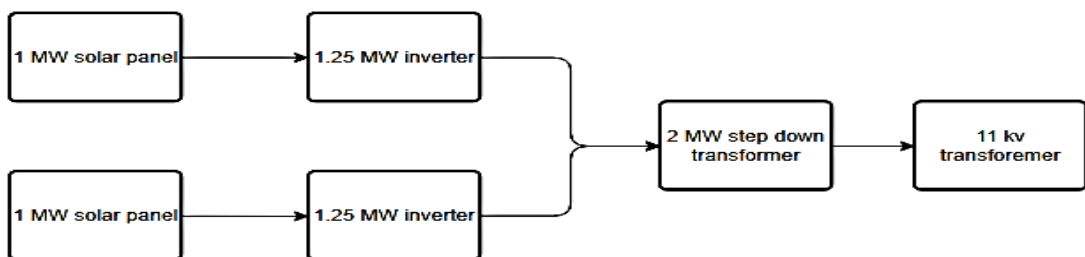 1 MW solar panel
1.25 MW inverter
2 MW step down
transformer
11 kv
transforemer
1 MW solar panel
1.25 MW inverter